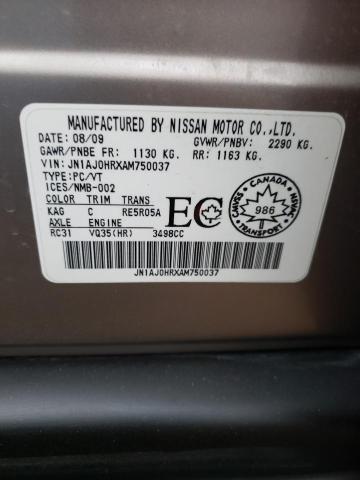 MANUFACTURED BY NISSAN MOTOR CO.,LTD.
DATE: 08/09 GVWR/PNBV: 2290 KG.
GAWR/PNBE FR: 1130 KG. RR: 1163 KG.
VIN: JN1AJ0HRXAM750037
TYPE: PC/VT
ICES/NMB-002
COLOR TRIM TRANS
KAG C RE5R05A
AXLE ENGINE
RC31 VQ35(HR) 3498CC
EC
CANADA
CMVSS 986 NSVAC
TRANSPORT
JN1AJ0HRXAM750037